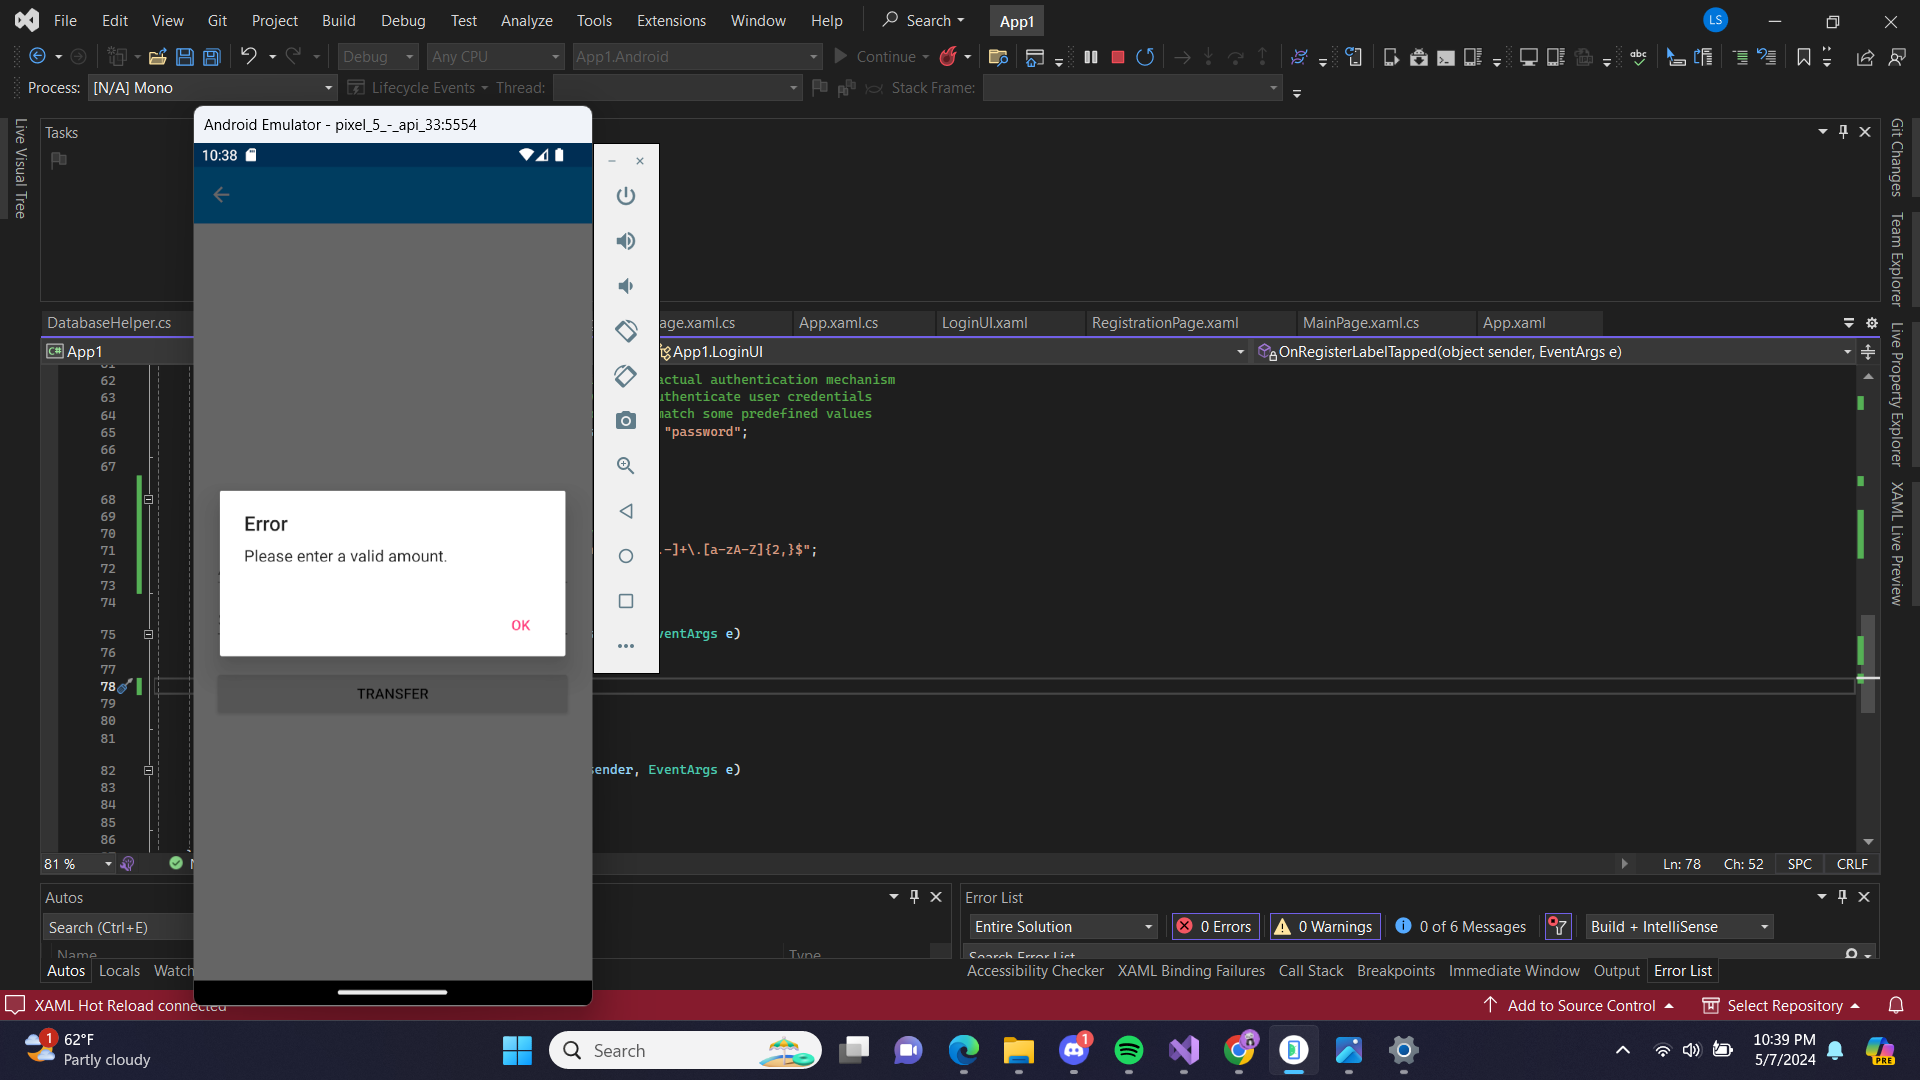 File Edit View Git Project Build Debug Test Analyze Tools Extensions Window Help Search App1 LS
Debug Any CPU App1.Android Continue
Process: [N/A] Mono Lifecycle Events Thread: Stack Frame:
Live Visual Tree
Tasks
Android Emulator - pixel_5_-_api_33:5554
10:38
Error
Please enter a valid amount.
OK
TRANSFER
Git Changes
Team Explorer
Live Property Explorer
XAML Live Preview
DatabaseHelper.cs age.xaml.cs App.xaml.cs LoginUI.xaml RegistrationPage.xaml MainPage.xaml.cs App.xaml
C# App1 App1.LoginUI OnRegisterLabelTapped(object sender, EventArgs e)
62 actual authentication mechanism
63 uthenticate user credentials
64 match some predefined values
65 "password";
66
67
68
69
70
71 .-]+\.[a-zA-Z]{2,}$";
72
73
74
75 ventArgs e)
76
77
78
79
80
81
82 sender, EventArgs e)
83
84
85
86
81 % Ln: 78 Ch: 52 SPC CRLF
Autos
Search (Ctrl+E)
Name Type
Autos Locals Watch
Error List
Entire Solution 0 Errors 0 Warnings 0 of 6 Messages Build + IntelliSense
Search Error List
Accessibility Checker XAML Binding Failures Call Stack Breakpoints Immediate Window Output Error List
XAML Hot Reload connected Add to Source Control Select Repository
1 62°F
Partly cloudy
Search
1
10:39 PM
5/7/2024
PRE